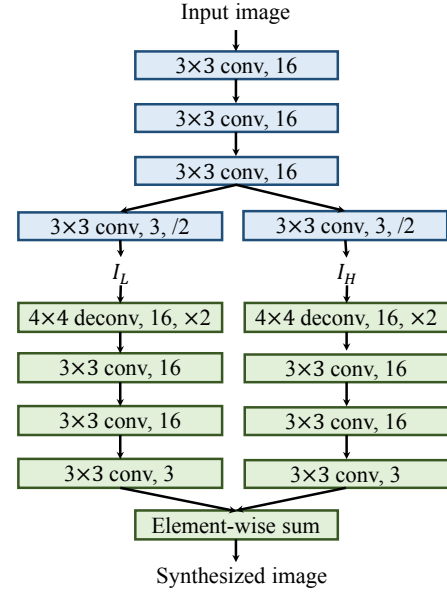 Input image
3×3 conv, 16
3×3 conv, 16
3×3 conv, 16
3×3 conv, 3, /2
3×3 conv, 3, /2
I_L
I_H
4×4 deconv, 16, ×2
4×4 deconv, 16, ×2
3×3 conv, 16
3×3 conv, 16
3×3 conv, 16
3×3 conv, 16
3×3 conv, 3
3×3 conv, 3
Element-wise sum
Synthesized image